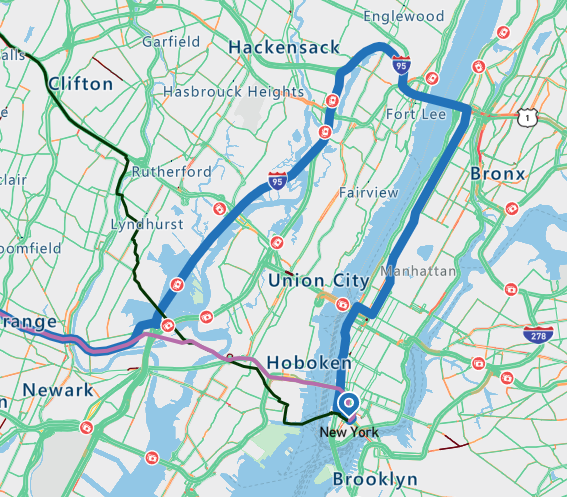 Englewood
Garfield
Hackensack
alls
95
Clifton
Hasbrouck Heights
Fort Lee
1
Rutherford
Bronx
clair
95
Fairview
Lyndhurst
oomfield
Manhattan
Union City
range
278
Hoboken
Newark
New York
Brooklyn